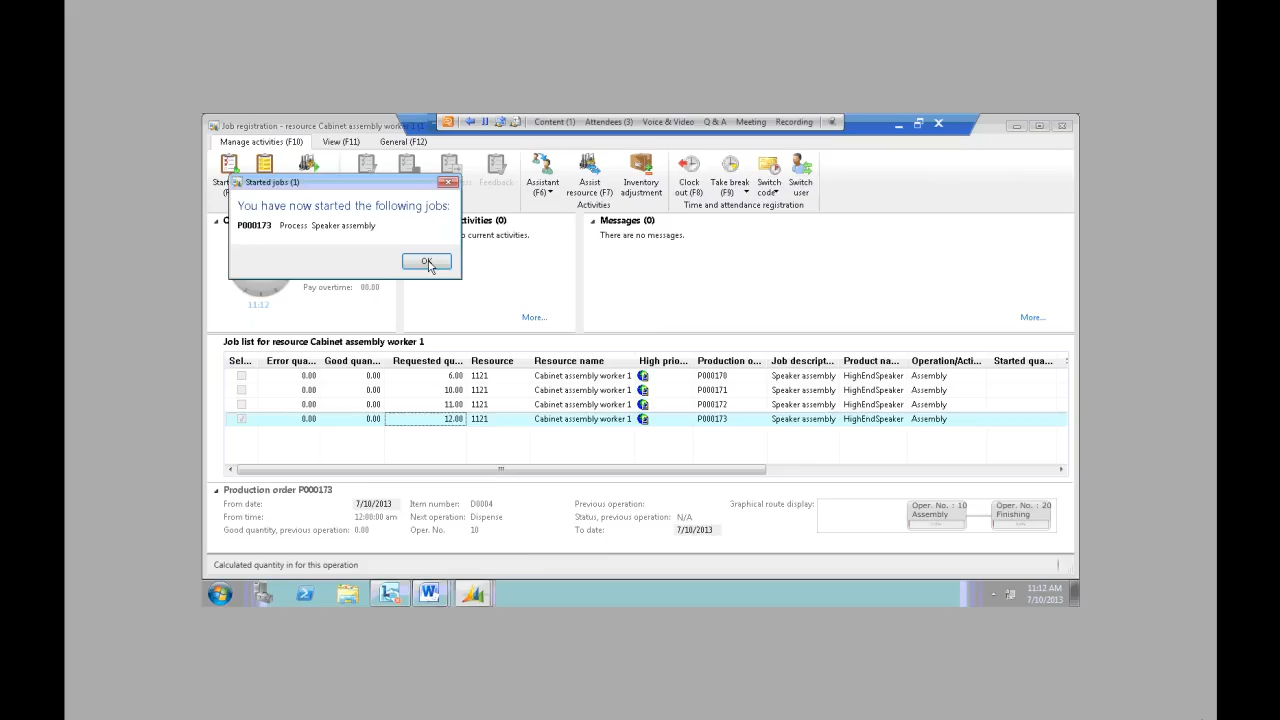 Job registration - resource Cabinet assembly worker 1 (1
Content (1) Attendees (3) Voice & Video Q & A Meeting Recording
Manage activities (F10) View (F11) General (F12)
Feedback
Assistant (F6) Assist resource (F7) Inventory adjustment Clock out (F8) Take break (F9) Switch code Switch user
Activities Time and attendance registration
Started jobs (1)
You have now started the following jobs:
P000173 Process Speaker assembly
OK
Messages (0)
There are no messages.
current activities.
Pay overtime: 00.00
11:12
More... More...
Job list for resource Cabinet assembly worker 1
Sel... Error qua... Good quan... Requested qu... Resource Resource name High prio... Production o... Job descript... Product na... Operation/Acti... Started qua...
0.00 0.00 6.00 1121 Cabinet assembly worker 1 P000170 Speaker assembly HighEndSpeaker Assembly
0.00 0.00 10.00 1121 Cabinet assembly worker 1 P000171 Speaker assembly HighEndSpeaker Assembly
0.00 0.00 11.00 1121 Cabinet assembly worker 1 P000172 Speaker assembly HighEndSpeaker Assembly
0.00 0.00 12.00 1121 Cabinet assembly worker 1 P000173 Speaker assembly HighEndSpeaker Assembly
Production order P000173
From date: 7/10/2013 Item number: D0004 Previous operation: Graphical route display: Oper. No. : 10 Assembly Oper. No. : 20 Finishing
From time: 12:00:00 am Next operation: Dispense Status, previous operation: N/A
Good quantity, previous operation: 0.00 Oper. No. 10 To date: 7/10/2013
Calculated quantity in for this operation
11:12 AM
7/10/2013